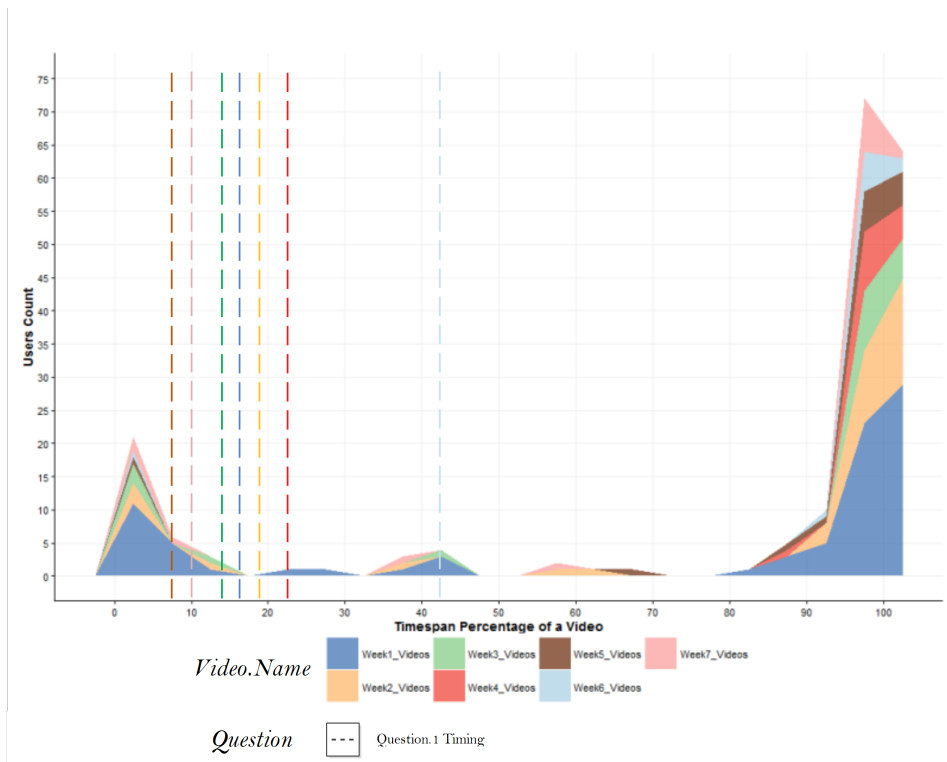 75
70
65
60
55
50
45
40
35
30
25
20
15
10
5
0
Users Count
0 10 20 30 40 50 60 70 80 90 100
Timespan Percentage of a Video
Video.Name
Week1_Videos Week3_Videos Week5_Videos Week7_Videos
Week2_Videos Week4_Videos Week6_Videos
Question
Question.1 Timing